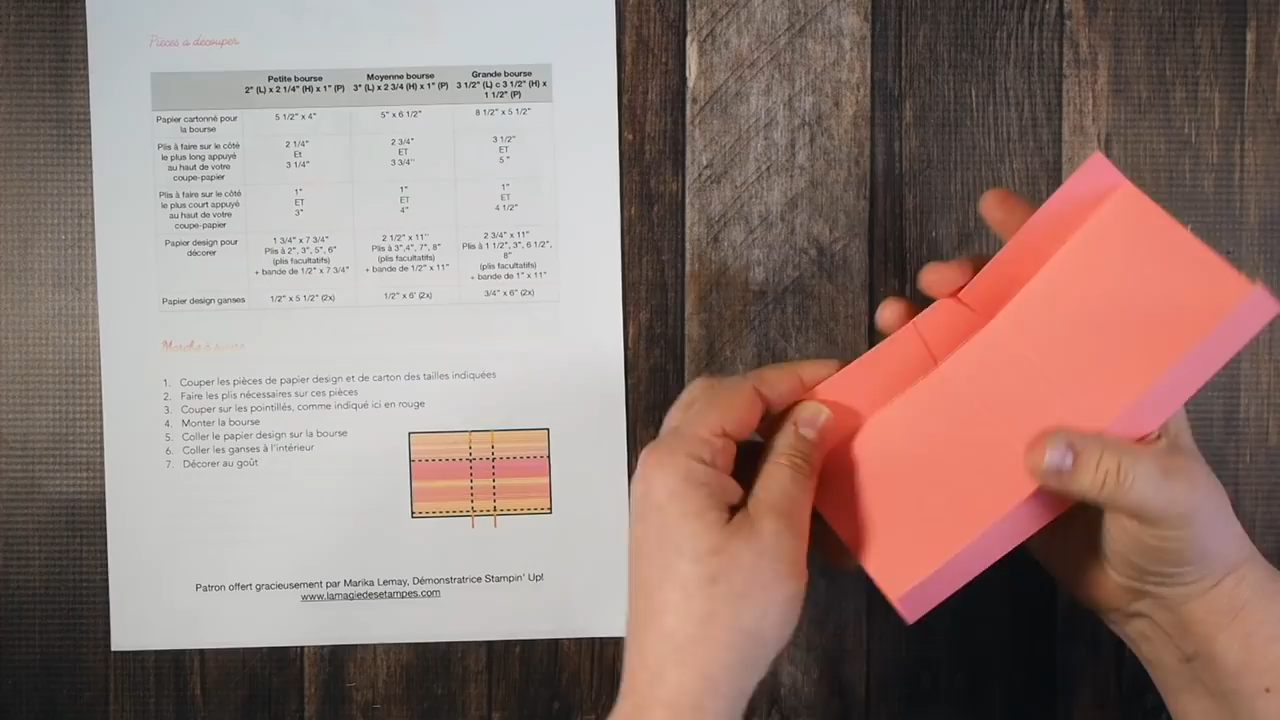 Pièces à découper
Petite bourse
2" (L) x 2 1/4" (H) x 1" (P)
Moyenne bourse
3" (L) x 2 3/4 (H) x 1" (P)
Grande bourse
3 1/2" (L) c 3 1/2" (H) x
1 1/2" (P)
Papier cartonné pour
la bourse
5 1/2" x 4"
5" x 6 1/2"
8 1/2" x 5 1/2"
Plis à faire sur le côté
le plus long appuyé
au haut de votre
coupe-papier
2 1/4"
Et
3 1/4"
2 3/4"
ET
3 3/4"
3 1/2"
ET
5 "
Plis à faire sur le côté
le plus court appuyé
au haut de votre
coupe-papier
1"
ET
3"
1"
ET
4"
1"
ET
4 1/2"
Papier design pour
décorer
1 3/4" x 7 3/4"
Plis à 2", 3", 5", 6"
(plis facultatifs)
+ bande de 1/2" x 7 3/4"
2 1/2" x 11"
Plis à 3",4", 7", 8"
(plis facultatifs)
+ bande de 1/2" x 11"
2 3/4" x 11"
Plis à 1 1/2", 3", 6 1/2",
8"
(plis facultatifs)
+ bande de 1" x 11"
Papier design ganses
1/2" x 5 1/2" (2x)
1/2" x 6' (2x)
3/4" x 6" (2x)
Marche à suivre
1. Couper les pièces de papier design et de carton des tailles indiquées
2. Faire les plis nécessaires sur ces pièces
3. Couper sur les pointillés, comme indiqué ici en rouge
4. Monter la bourse
5. Coller le papier design sur la bourse
6. Coller les ganses à l'intérieur
7. Décorer au goût
Patron offert gracieusement par Marika Lemay, Démonstratrice Stampin' Up!
www.lamagiedesetampes.com